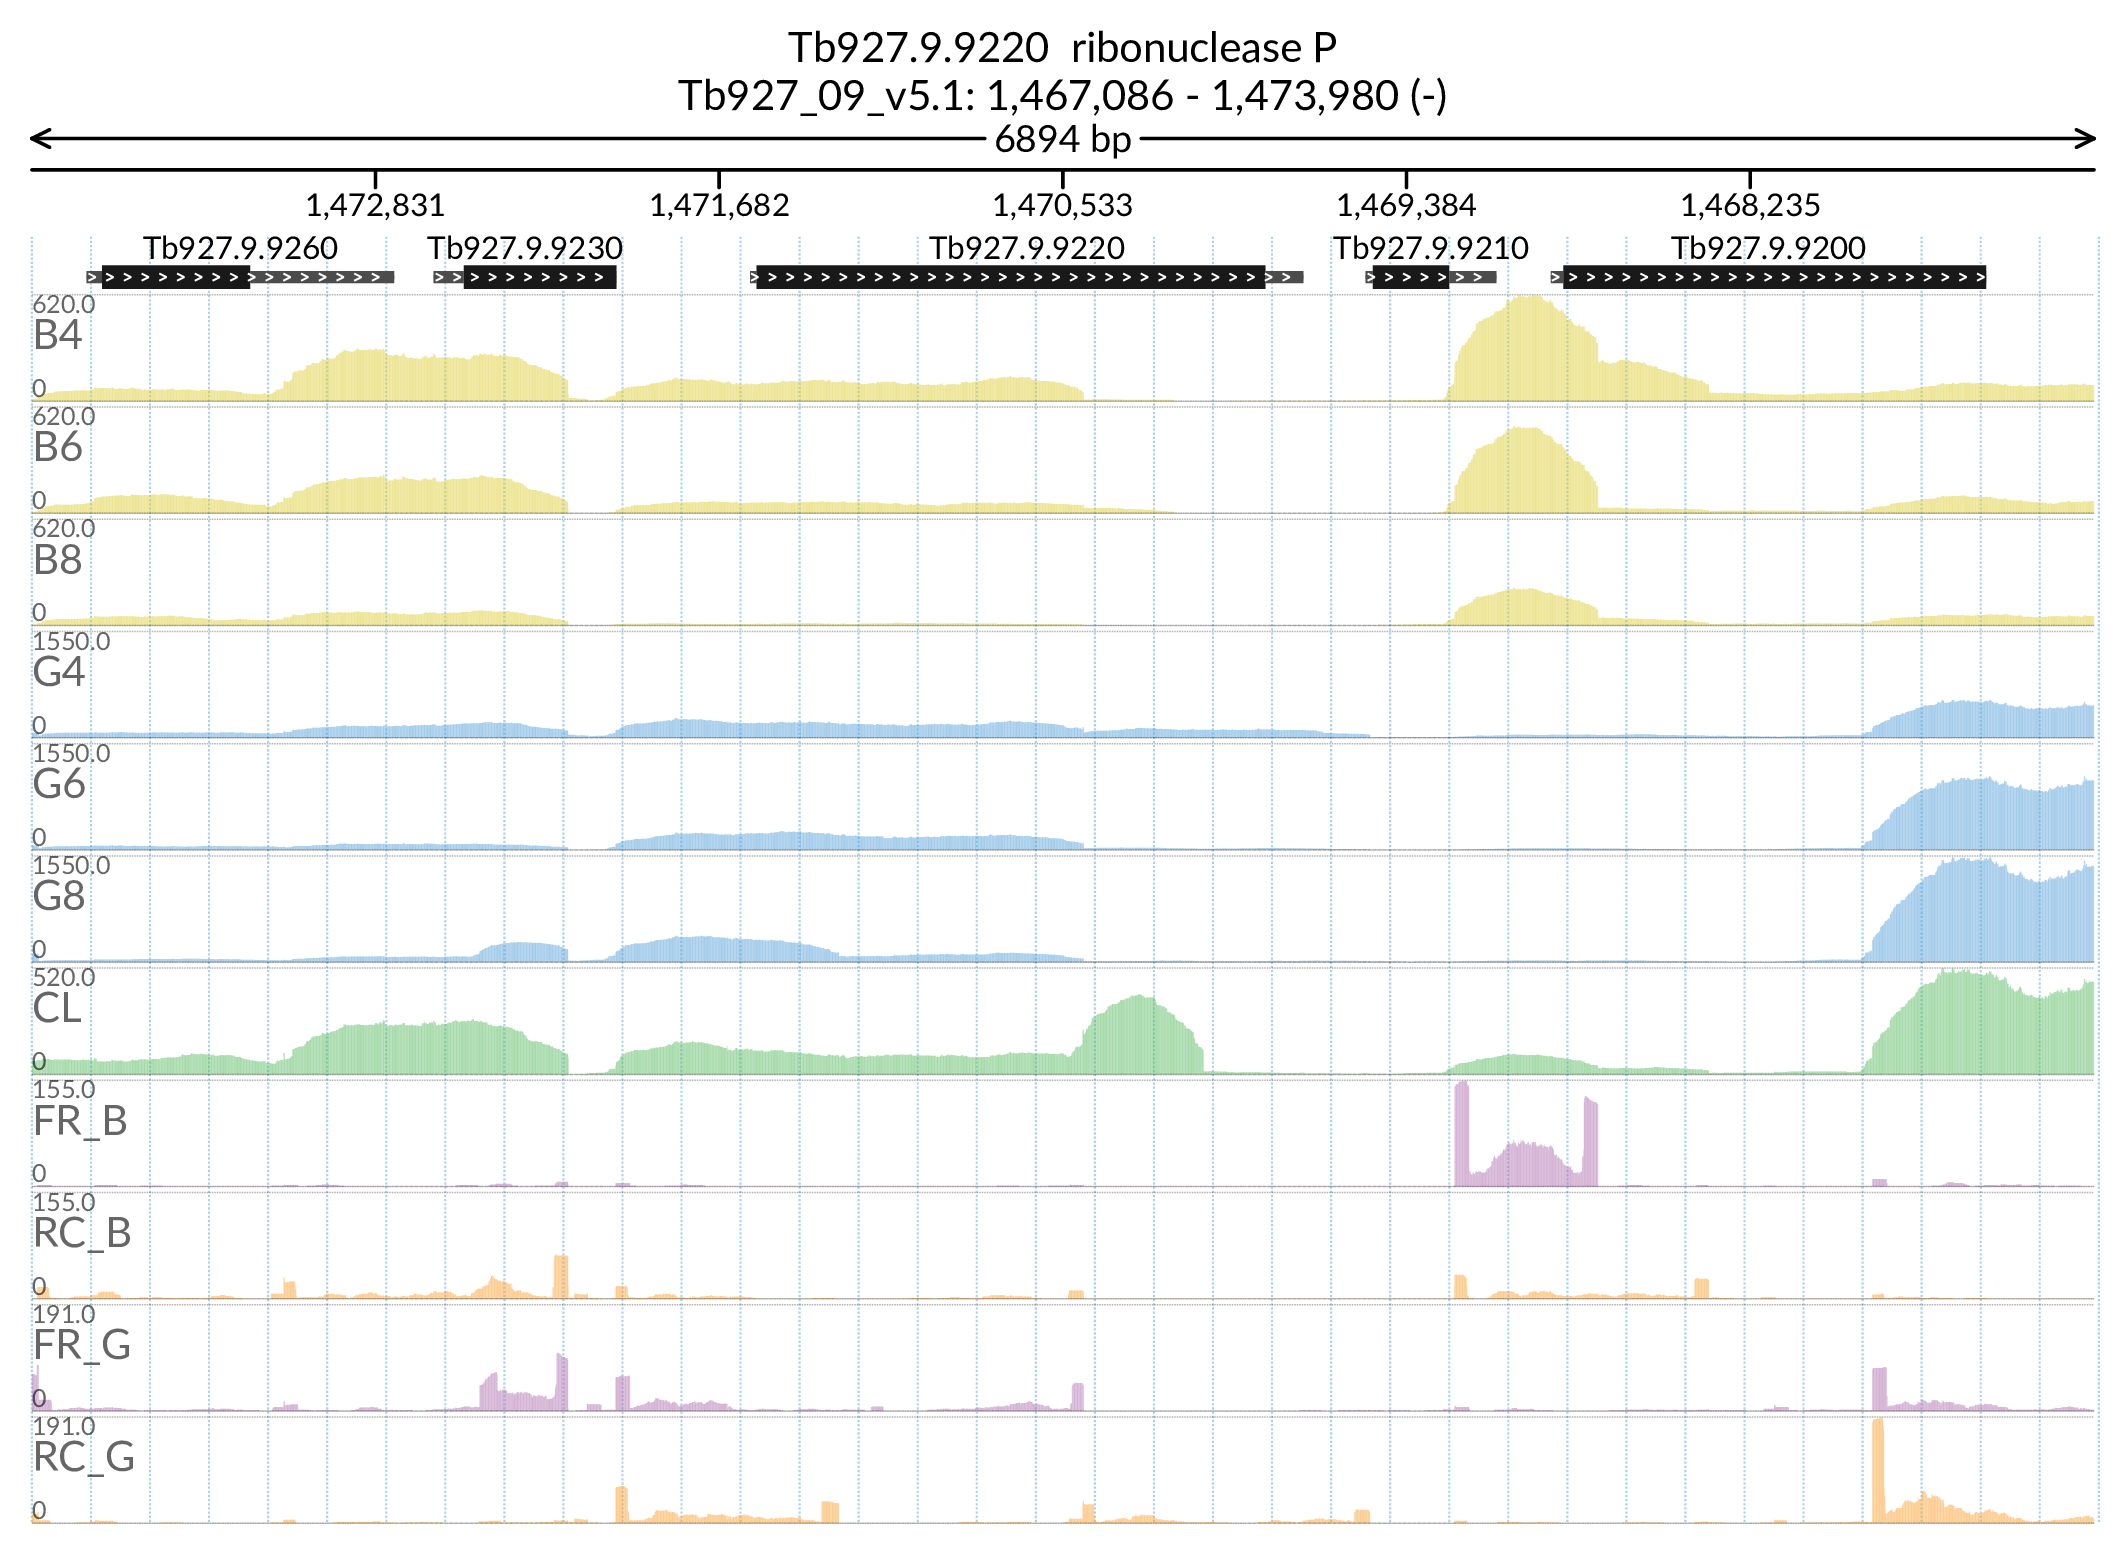 Tb927.9.9220 ribonuclease P
Tb927_09_v5.1: 1,467,086 - 1,473,980 (-)
6894 bp
1,472,831 1,471,682 1,470,533 1,469,384 1,468,235
Tb927.9.9260 Tb927.9.9230 Tb927.9.9220 Tb927.9.9210 Tb927.9.9200
620.0
B4
0
620.0
B6
0
620.0
B8
0
1550.0
G4
0
1550.0
G6
0
1550.0
G8
0
520.0
CL
0
155.0
FR_B
0
155.0
RC_B
0
191.0
FR_G
0
191.0
RC_G
0